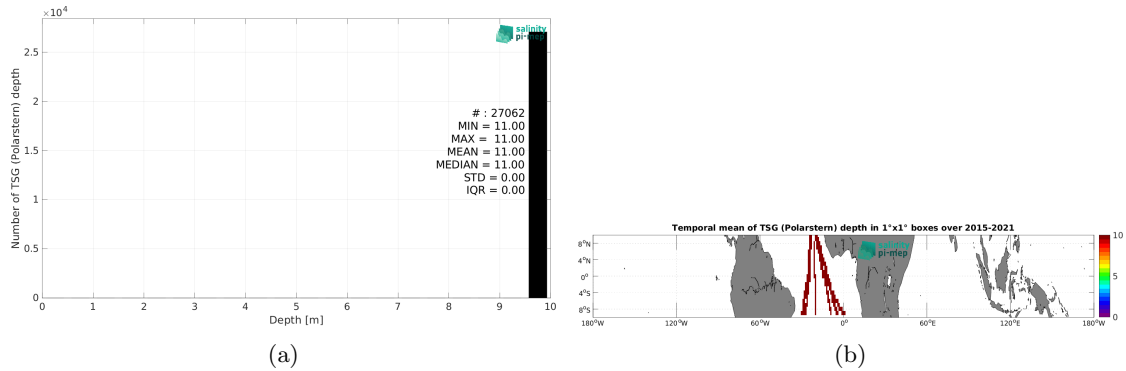 ×10⁴
2.5
2
1.5
1
0.5
0
Number of TSG (Polarstern) depth
salinity
pi-mep
# : 27062
MIN = 11.00
MAX = 11.00
MEAN = 11.00
MEDIAN = 11.00
STD = 0.00
IQR = 0.00
0 1 2 3 4 5 6 7 8 9 10
Depth [m]
(a)
Temporal mean of TSG (Polarstern) depth in 1°x1° boxes over 2015-2021
8°N
4°N
0°
4°S
8°S
salinity
pi-mep
180°W 120°W 60°W 0° 60°E 120°E 180°W
10
5
0
(b)